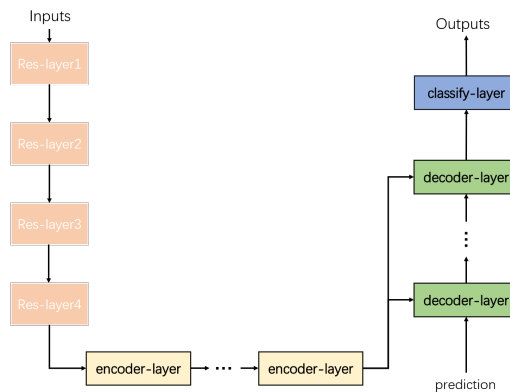 Inputs
Res-layer1
Res-layer2
Res-layer3
Res-layer4
encoder-layer
...
encoder-layer
Outputs
classify-layer
decoder-layer
...
decoder-layer
prediction